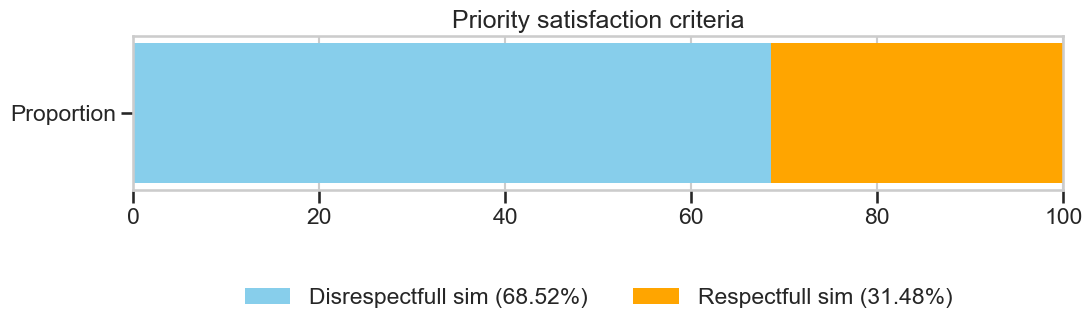 Priority satisfaction criteria
Proportion
0 20 40 60 80 100
Disrespectfull sim (68.52%) Respectfull sim (31.48%)